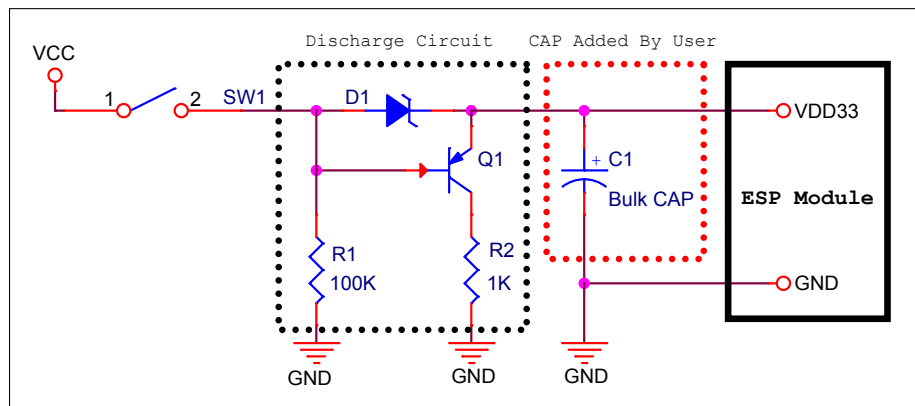 Discharge Circuit
CAP Added By User
VCC
1
2
SW1
D1
VDD33
Q1
+
C1
Bulk CAP
ESP Module
R1
100K
R2
1K
GND
GND
GND
GND